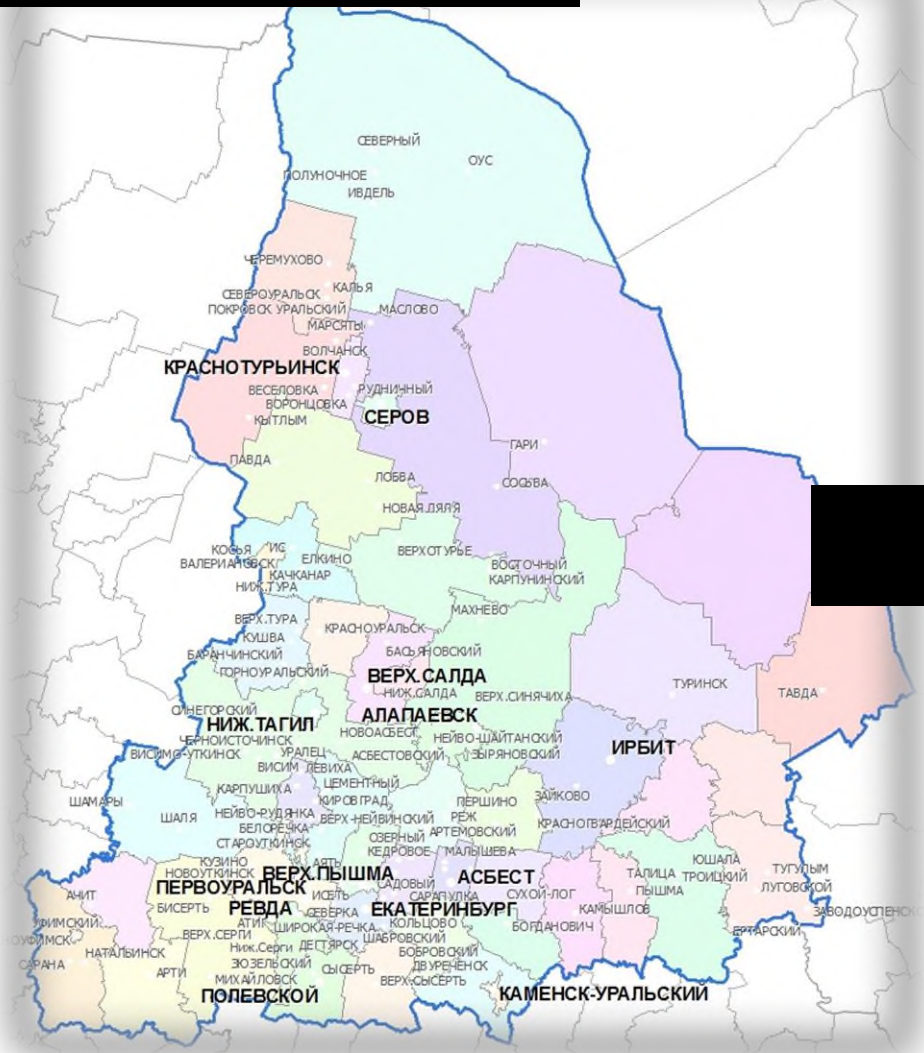 СЕВЕРНЫЙ
ОУС
ПОЛУНОЧНОЕ
ИВДЕЛЬ
ЧЕРЕМУХОВО
КАЛЬЯ
СЕВЕРОУРАЛЬСК
ПОКРОВСК УРАЛЬСКИЙ
МАСЛОВО
МАРСЯТЫ
ВОЛЧАНСК
КРАСНОТУРЬИНСК
ВЕСЕЛОВКА
РУДНИЧНЫЙ
ВОРОНЦОВКА
СЕРОВ
КЫТЛЫМ
ГАРИ
ПАВДА
ЛОБВА
СОСЬВА
НОВАЯ ЛЯЛЯ
КОСЬЯ
ИС
ВЕРХОТУРЬЕ
ВАЛЕРИАНОВСК
ЕЛКИНО
ВОСТОЧНЫЙ
КАЧКАНАР
КАРПУНИНСКИЙ
НИЖ.ТУРА
МАХНЕВО
ВЕРХ.ТУРА
КРАСНОУРАЛЬСК
КУШВА
БАРАНЧИНСКИЙ
БАСЬЯНОВСКИЙ
ГОРНОУРАЛЬСКИЙ
ВЕРХ.САЛДА
ТУРИНСК
НИЖ.САЛДА
ВЕРХ.СИНЯЧИХА
ТАВДА
СИНЕГОРСКИЙ
АЛАПАЕВСК
НИЖ.ТАГИЛ
НОВОАСБЕСТ
НЕЙВО-ШАЙТАНСКИЙ
ЧЕРНОИСТОЧИНСК
ИРБИТ
ВИСИМО-УТКИНСК
УРАЛЕЦ
АСБЕСТОВСКИЙ
ЗЫРЯНОВСКИЙ
ВИСИМ
ЛЕВИХА
КАРПУШИХА
ЦЕМЕНТНЫЙ
ШАМАРЫ
КИРОВГРАД
ПЕРШИНО
ЗАЙКОВО
ШАЛЯ
НЕЙВО-РУДЯНКА
ВЕРХ-НЕЙВИНСКИЙ
РЕЖ
КРАСНОГВАРДЕЙСКИЙ
БЕЛОРЕЧКА
АРТЕМОВСКИЙ
СТАРОУТКИНСК
ОЗЕРНЫЙ
КЕДРОВОЕ
МАЛЫШЕВА
КУЗИНО
АЯТЬ
ЮШАЛА
НОВОУТКИНСК
ВЕРХ.ПЫШМА
АСБЕСТ
ТАЛИЦА
ТРОИЦКИЙ
ТУГУЛЫМ
ПЕРВОУРАЛЬСК
САДОВЫЙ
ПЫШМА
ЛУГОВСКОЙ
АЧИТ
ИСЕТЬ
САРАПУЛКА
СУХОЙ-ЛОГ
БИСЕРТЬ
РЕВДА
СЕВЕРКА
ЕКАТЕРИНБУРГ
КАМЫШЛОВ
УФИМСКИЙ
АТИГ
ШИРОКАЯ-РЕЧКА
КОЛЬЦОВО
БОГДАНОВИЧ
ЕРТАРСКИЙ
ВЕРХ.СЕРГИ
ШАБРОВСКИЙ
НАТАЛЬИНСК
Ниж.Серги
ДЕГТЯРСК
БОБРОВСКИЙ
САРАНА
ЗЮЗЕЛЬСКИЙ
СЫСЕРТЬ
ДВУРЕЧЕНСК
АРТИ
МИХАЙЛОВСК
ВЕРХ.СЫСЕРТЬ
ПОЛЕВСКОЙ
КАМЕНСК-УРАЛЬСКИЙ